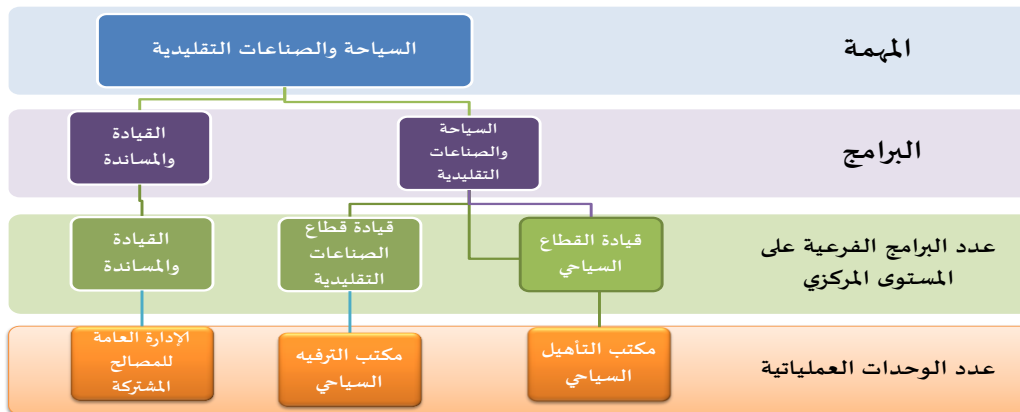 المهمة
السياحة والصناعات التقليدية
البرامج
السياحة
والصناعات
التقليدية
القيادة
والمساندة
عدد البرامج الفرعية على
المستوى المركزي
قيادة القطاع
السياحي
قيادة قطاع
الصناعات
التقليدية
القيادة
والمساندة
عدد الوحدات العملياتية
مكتب التأهيل
السياحي
مكتب الترفيه
السياحي
الإدارة العامة
للمصالح
المشتركة